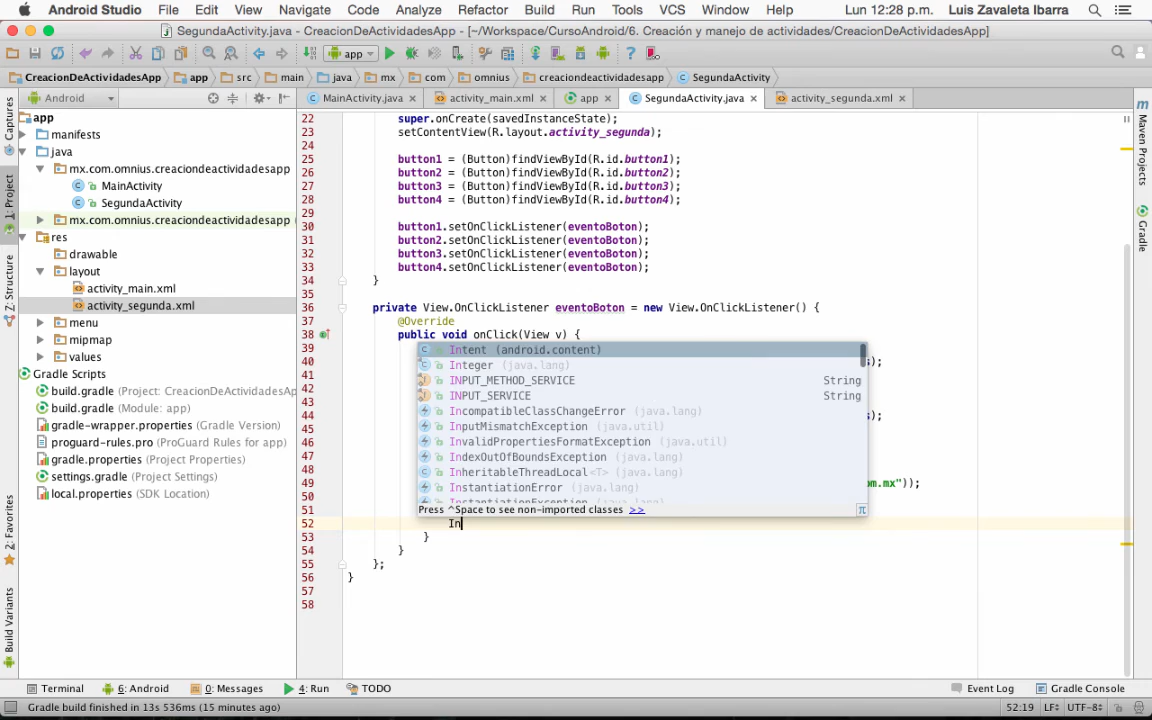 Android Studio File Edit View Navigate Code Analyze Refactor Build Run Tools VCS Window Help Lun 12:28 p.m. Luis Zavaleta Ibarra
SegundaActivity.java - CreacionDeActividadesApp - [~/Workspace/CursoAndroid/6. Creación y manejo de actividades/CreacionDeActividadesApp]
app
CreacionDeActividadesApp app src main java mx com omnius creaciondeactividadesapp SegundaActivity
Android MainActivity.java activity_main.xml app SegundaActivity.java activity_segunda.xml
Captures
1: Project
Z: Structure
2: Favorites
Build Variants
app
manifests
java
mx.com.omnius.creaciondeactividadesapp
MainActivity
SegundaActivity
mx.com.omnius.creaciondeactividadesapp
res
drawable
layout
activity_main.xml
activity_segunda.xml
menu
mipmap
values
Gradle Scripts
build.gradle (Project: CreacionDeActividadesA
build.gradle (Module: app)
gradle-wrapper.properties (Gradle Version)
proguard-rules.pro (ProGuard Rules for app)
gradle.properties (Project Properties)
settings.gradle (Project Settings)
local.properties (SDK Location)
22 super.onCreate(savedInstanceState);
23 setContentView(R.layout.activity_segunda);
24
25 button1 = (Button)findViewById(R.id.button1);
26 button2 = (Button)findViewById(R.id.button2);
27 button3 = (Button)findViewById(R.id.button3);
28 button4 = (Button)findViewById(R.id.button4);
29
30 button1.setOnClickListener(eventoBoton);
31 button2.setOnClickListener(eventoBoton);
32 button3.setOnClickListener(eventoBoton);
33 button4.setOnClickListener(eventoBoton);
34 }
35
36 private View.OnClickListener eventoBoton = new View.OnClickListener() {
37 @Override
38 public void onClick(View v) {
39
40 );
41
42
43
44 );
45
46
47
48
49 om.mx"));
50
51
52 In
53 }
54 }
55 };
56 }
57
58
Intent (android.content)
Integer (java.lang)
INPUT_METHOD_SERVICE String
INPUT_SERVICE String
IncompatibleClassChangeError (java.lang)
InputMismatchException (java.util)
InvalidPropertiesFormatException (java.util)
IndexOutOfBoundsException (java.lang)
InheritableThreadLocal<T> (java.lang)
InstantiationError (java.lang)
InstantiationException (java.lang)
Press ^Space to see non-imported classes >>
Maven Projects
Gradle
Terminal 6: Android 0: Messages 4: Run TODO Event Log Gradle Console
Gradle build finished in 13s 536ms (15 minutes ago) 52:19 LF UTF-8